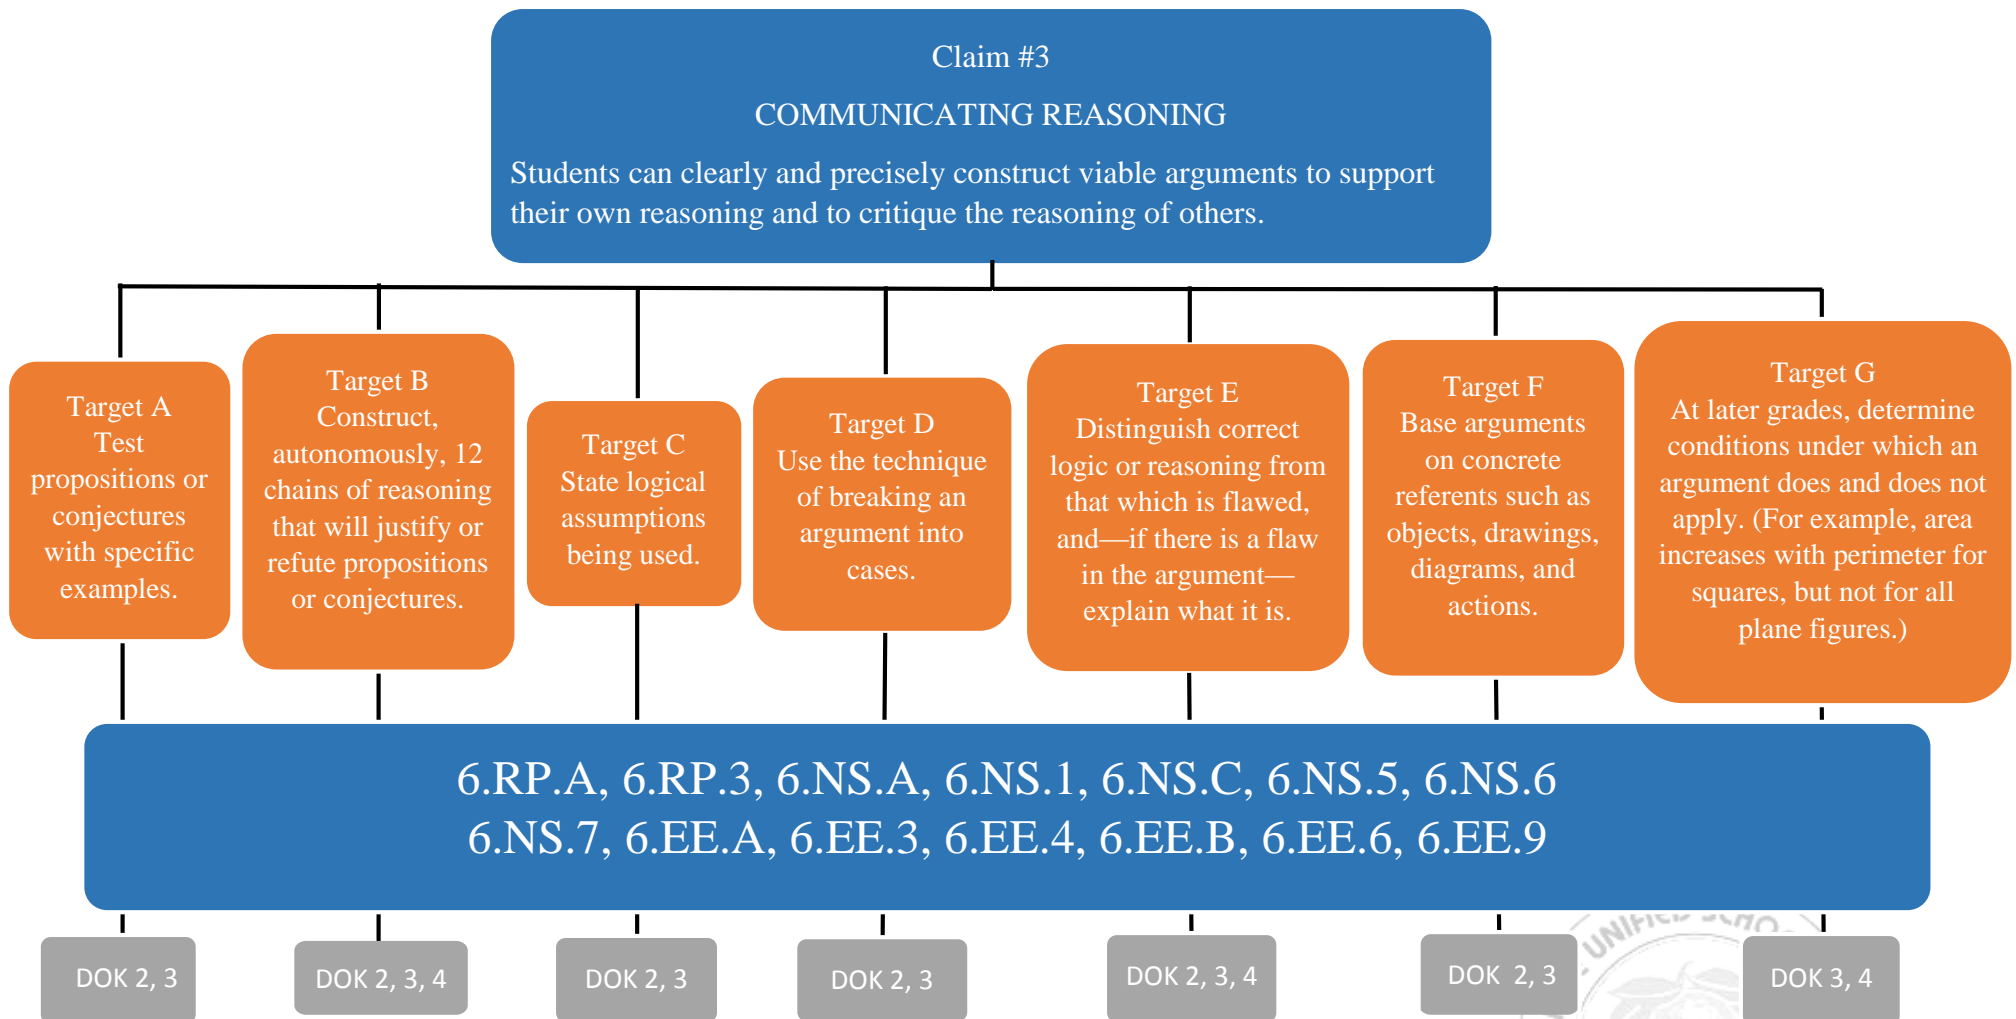 Claim #3
COMMUNICATING REASONING
Students can clearly and precisely construct viable arguments to support
their own reasoning and to critique the reasoning of others.
Target A
Test
propositions or
conjectures
with specific
examples.
Target B
Construct,
autonomously, 12
chains of reasoning
that will justify or
refute propositions
or conjectures.
Target C
State logical
assumptions
being used.
Target D
Use the technique
of breaking an
argument into
cases.
Target E
Distinguish correct
logic or reasoning from
that which is flawed,
and—if there is a flaw
in the argument—
explain what it is.
Target F
Base arguments
on concrete
referents such as
objects, drawings,
diagrams, and
actions.
Target G
At later grades, determine
conditions under which an
argument does and does not
apply. (For example, area
increases with perimeter for
squares, but not for all
plane figures.)
6.RP.A, 6.RP.3, 6.NS.A, 6.NS.1, 6.NS.C, 6.NS.5, 6.NS.6
6.NS.7, 6.EE.A, 6.EE.3, 6.EE.4, 6.EE.B, 6.EE.6, 6.EE.9
DOK 2, 3
DOK 2, 3, 4
DOK 2, 3
DOK 2, 3
DOK 2, 3, 4
DOK 2, 3
DOK 3, 4
UNIFIED